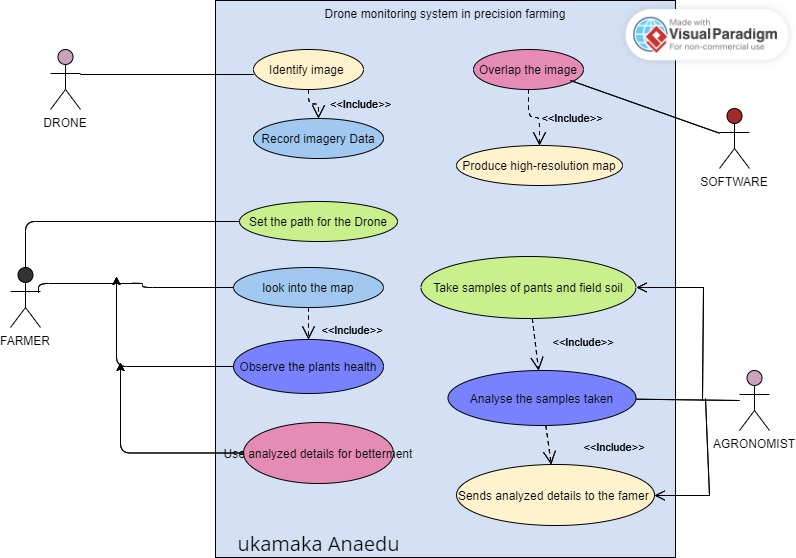 Drone monitoring system in precision farming
Made with
VisualParadigm
For non-commercial use
DRONE
Identify image
<<Include>>
Record imagery Data
Overlap the image
<<Include>>
Produce high-resolution map
SOFTWARE
Set the path for the Drone
FARMER
look into the map
<<Include>>
Observe the plants health
Use analyzed details for betterment
Take samples of pants and field soil
<<Include>>
Analyse the samples taken
<<Include>>
Sends analyzed details to the famer
AGRONOMIST
ukamaka Anaedu